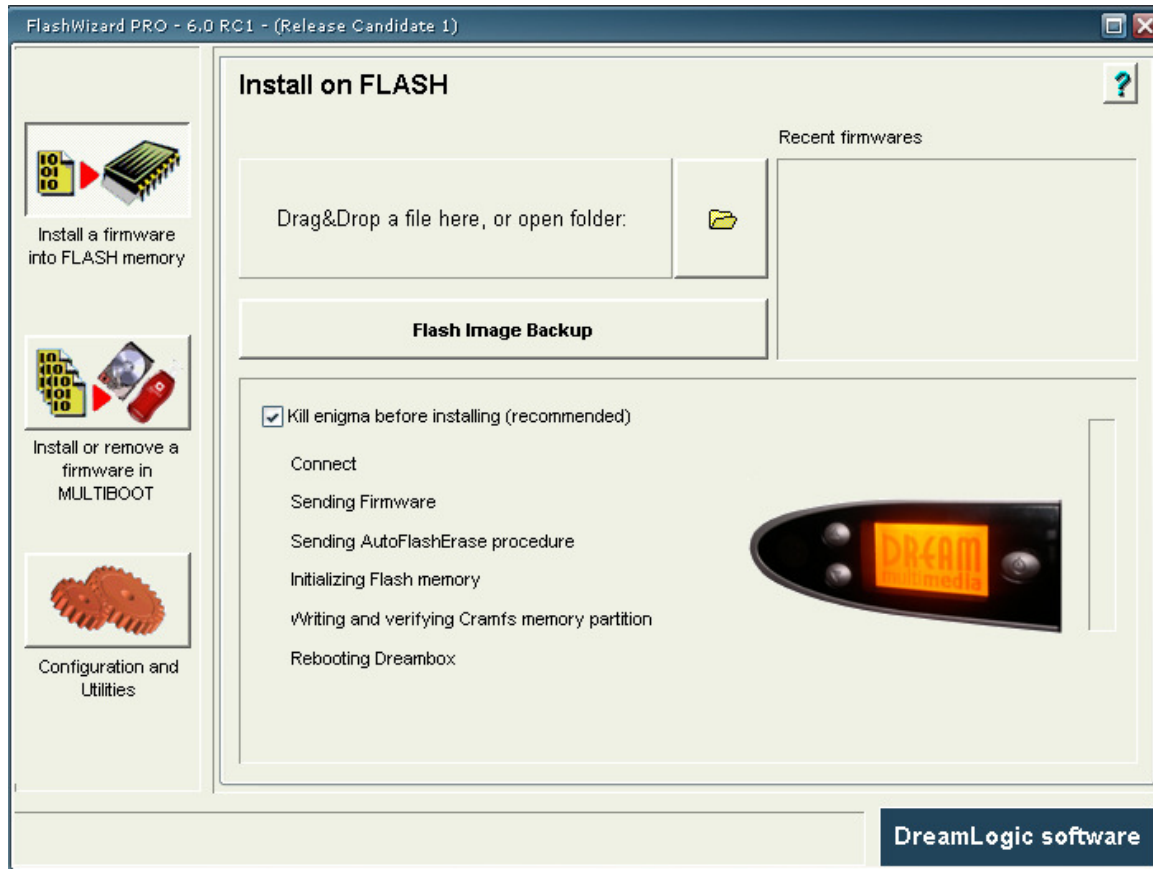 FlashWizard PRO - 6.0 RC1 - (Release Candidate 1)
Install on FLASH
?
Recent firmwares
Drag&Drop a file here, or open folder:
Install a firmware
into FLASH memory
Flash Image Backup
Install or remove a
firmware in
MULTIBOOT
Kill enigma before installing (recommended)
Connect
Sending Firmware
Sending AutoFlashErase procedure
Initializing Flash memory
Writing and verifying Cramfs memory partition
Rebooting Dreambox
DREAM
multimedia
Configuration and
Utilities
DreamLogic software